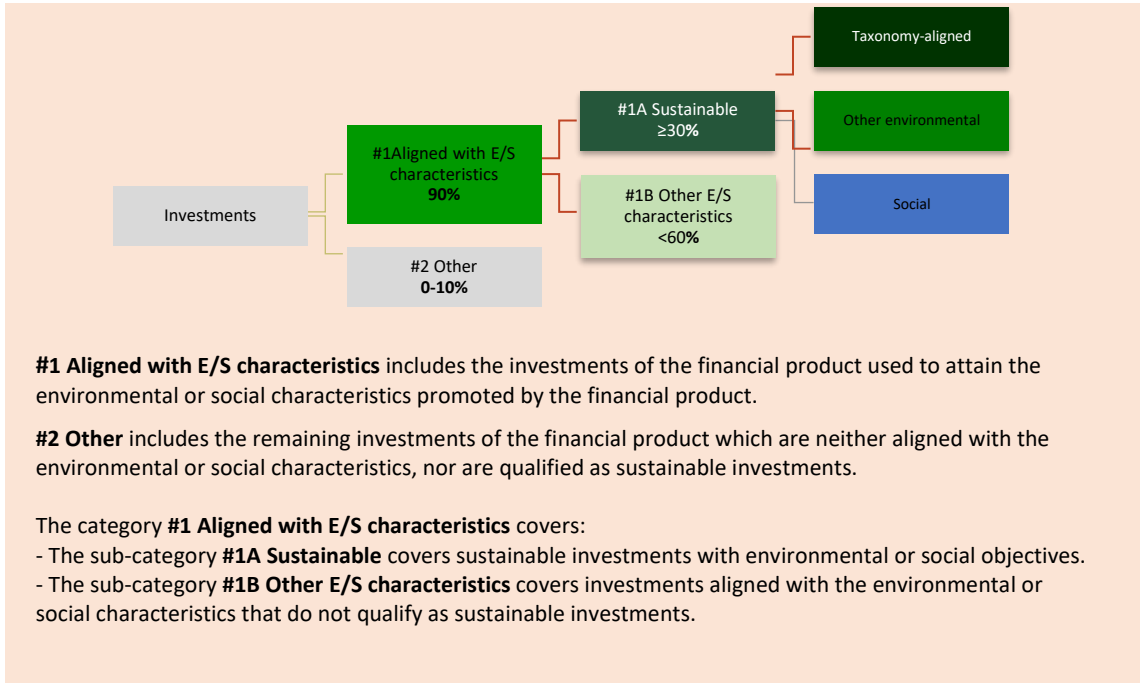 Taxonomy-aligned
#1A Sustainable
≥30%
Other environmental
#1Aligned with E/S
characteristics
90%
#1B Other E/S
characteristics
<60%
Social
Investments
#2 Other
0-10%
#1 Aligned with E/S characteristics includes the investments of the financial product used to attain the
environmental or social characteristics promoted by the financial product.
#2 Other includes the remaining investments of the financial product which are neither aligned with the
environmental or social characteristics, nor are qualified as sustainable investments.
The category #1 Aligned with E/S characteristics covers:
- The sub-category #1A Sustainable covers sustainable investments with environmental or social objectives.
- The sub-category #1B Other E/S characteristics covers investments aligned with the environmental or
social characteristics that do not qualify as sustainable investments.